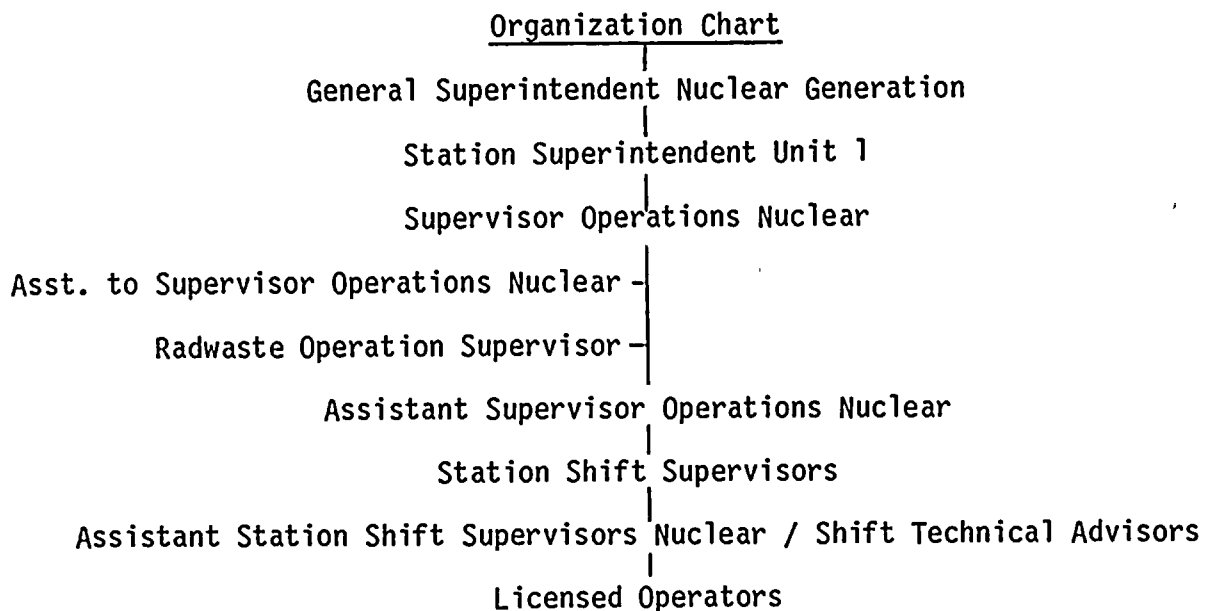 Organization Chart
General Superintendent Nuclear Generation
Station Superintendent Unit 1
Supervisor Operations Nuclear
Asst. to Supervisor Operations Nuclear
Radwaste Operation Supervisor
Assistant Supervisor Operations Nuclear
Station Shift Supervisors
Assistant Station Shift Supervisors Nuclear / Shift Technical Advisors
Licensed Operators